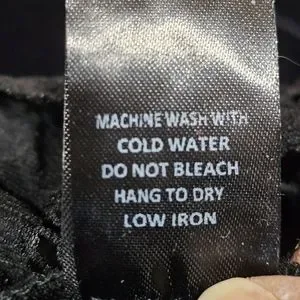 MACHINE WASH WITH
COLD WATER
DO NOT BLEACH
HANG TO DRY
LOW IRON